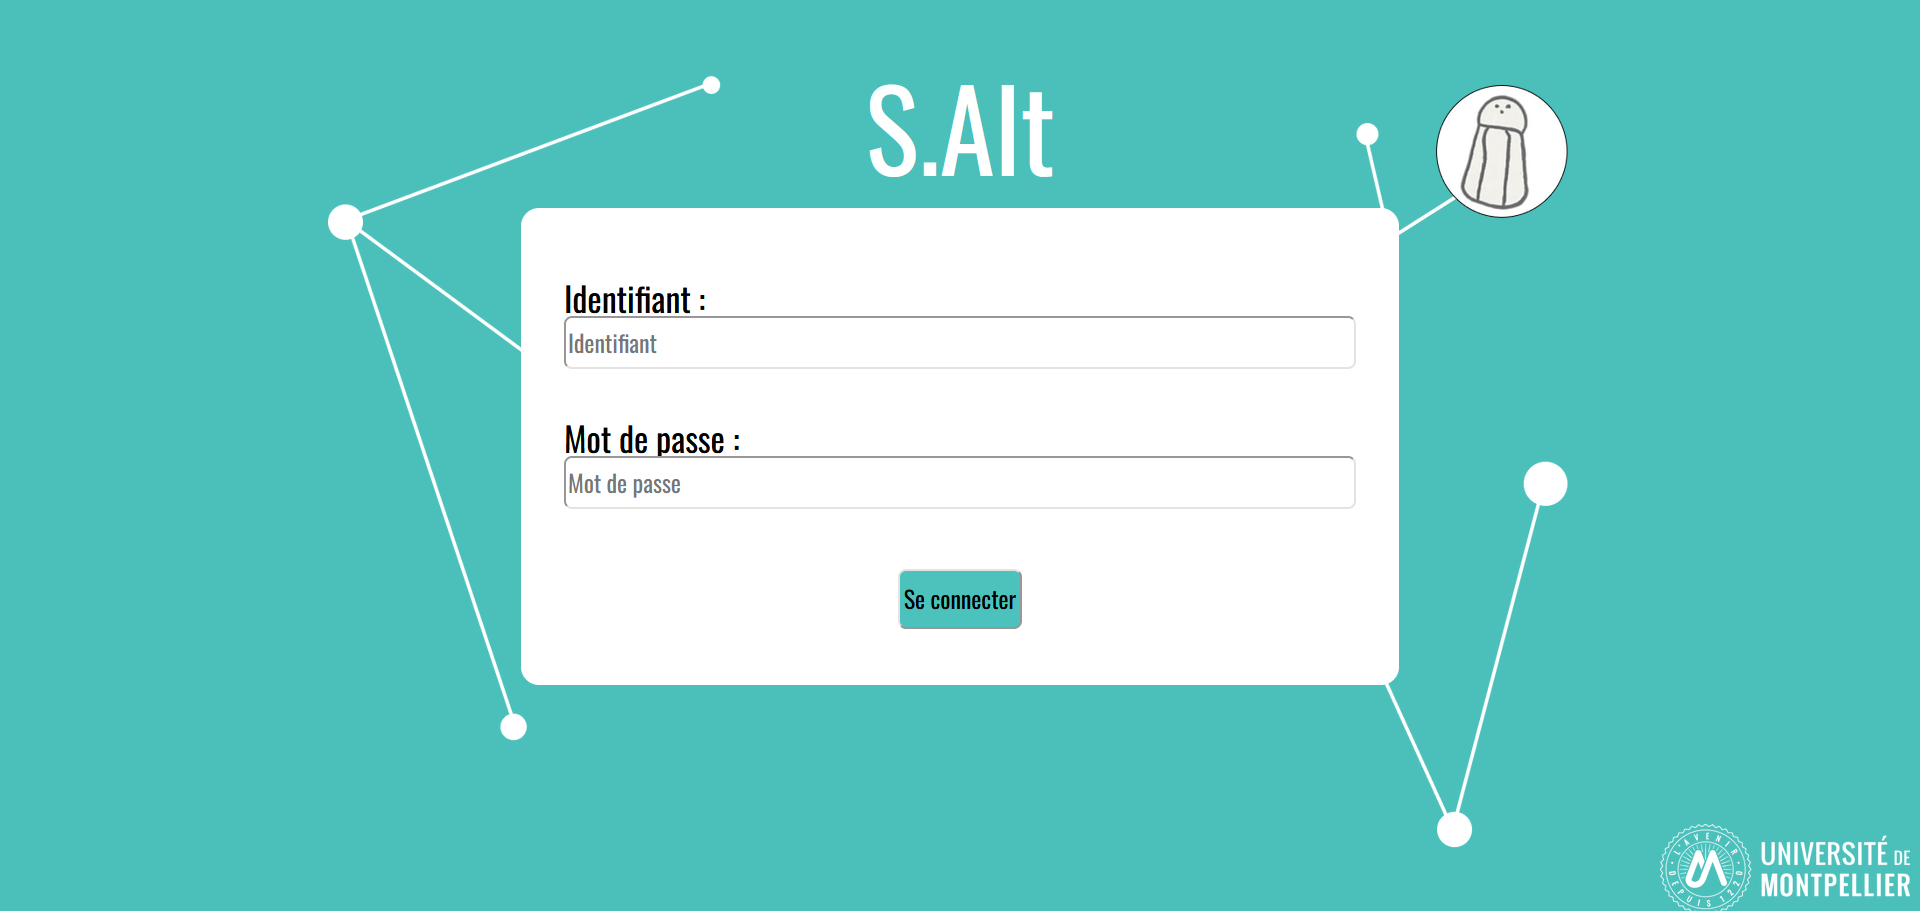 S.Alt
Identifiant :
Identifiant
Mot de passe :
Mot de passe
Se connecter
L'AVENIR
DEPUIS 1220
UNIVERSITÉ DE
MONTPELLIER